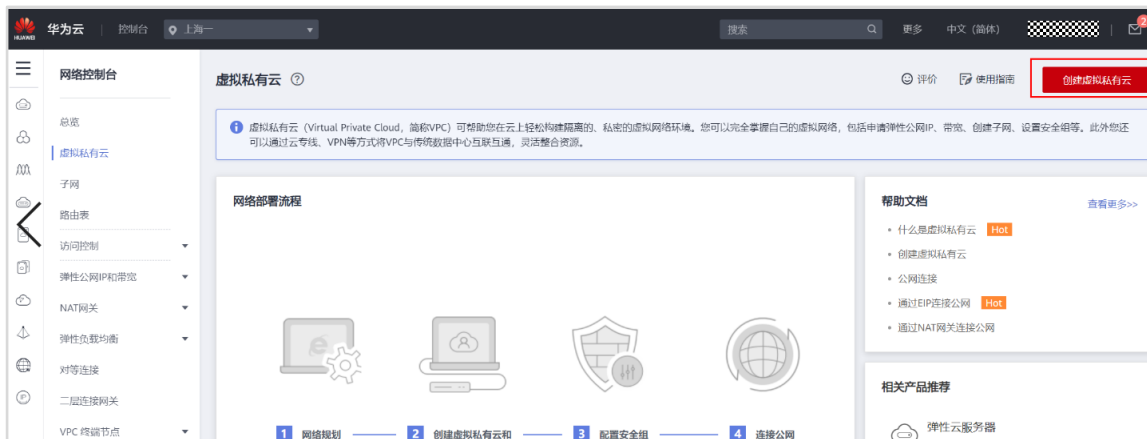 HUAWEI
华为云
控制台
上海一
搜索
更多
中文（简体）
2
网络控制台
总览
虚拟私有云
子网
路由表
访问控制
弹性公网IP和带宽
NAT网关
弹性负载均衡
对等连接
二层连接网关
VPC 终端节点
虚拟私有云
评价
使用指南
创建虚拟私有云
虚拟私有云（Virtual Private Cloud，简称VPC）可帮助您在云上轻松构建隔离的、私密的虚拟网络环境。您可以完全掌握自己的虚拟网络，包括申请弹性公网IP、带宽、创建子网、设置安全组等。此外您还
可以通过云专线、VPN等方式将VPC与传统数据中心互联互通，灵活整合资源。
网络部署流程
1 网络规划
2 创建虚拟私有云和
3 配置安全组
4 连接公网
帮助文档
查看更多>>
什么是虚拟私有云 Hot
创建虚拟私有云
公网连接
通过EIP连接公网 Hot
通过NAT网关连接公网
相关产品推荐
弹性云服务器